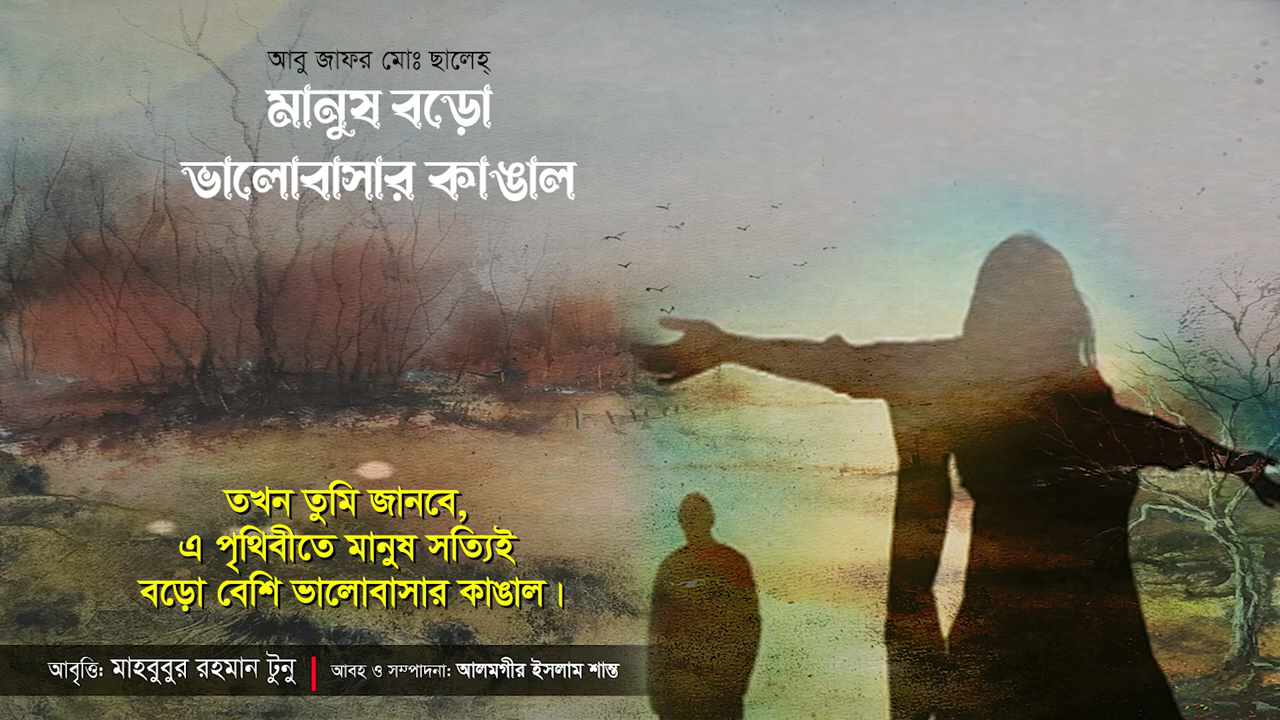 আবু জাফর মোঃ ছালেহ্
মানুষ বড়ো
ভালোবাসার কাঙাল
তখন তুমি জানবে,
এ পৃথিবীতে মানুষ সত্যিই
বড়ো বেশি ভালোবাসার কাঙাল।
আবৃত্তি: মাহবুবুর রহমান টুনু | আবহ ও সম্পাদনা: আলমগীর ইসলাম শান্ত